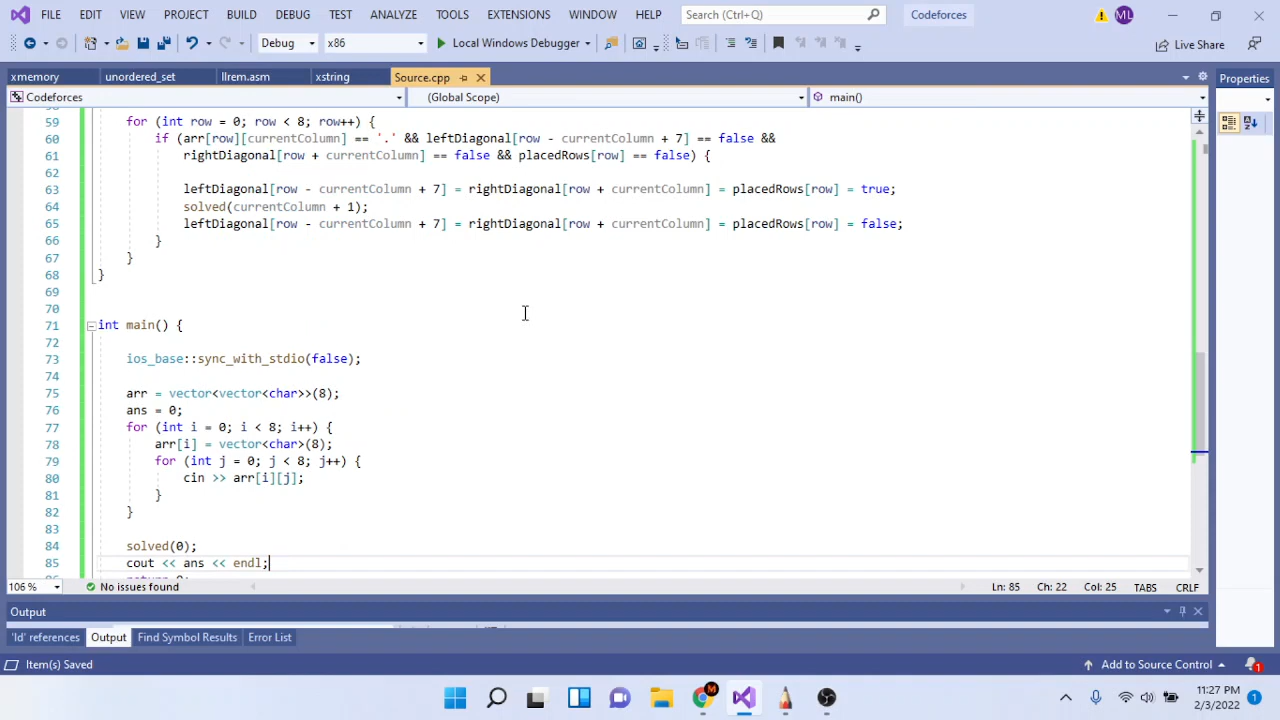 FILE EDIT VIEW PROJECT BUILD DEBUG TEST ANALYZE TOOLS EXTENSIONS WINDOW HELP Search (Ctrl+Q) Codeforces ML
Debug x86 Local Windows Debugger Live Share
xmemory unordered_set llrem.asm xstring Source.cpp Properties
Codeforces (Global Scope) main()
59 for (int row = 0; row < 8; row++) {
60 if (arr[row][currentColumn] == '.' && leftDiagonal[row - currentColumn + 7] == false &&
61 rightDiagonal[row + currentColumn] == false && placedRows[row] == false) {
62
63 leftDiagonal[row - currentColumn + 7] = rightDiagonal[row + currentColumn] = placedRows[row] = true;
64 solved(currentColumn + 1);
65 leftDiagonal[row - currentColumn + 7] = rightDiagonal[row + currentColumn] = placedRows[row] = false;
66 }
67 }
68 }
69
70
71 int main() {
72
73 ios_base::sync_with_stdio(false);
74
75 arr = vector<vector<char>>(8);
76 ans = 0;
77 for (int i = 0; i < 8; i++) {
78 arr[i] = vector<char>(8);
79 for (int j = 0; j < 8; j++) {
80 cin >> arr[i][j];
81 }
82 }
83
84 solved(0);
85 cout << ans << endl;
106 % No issues found Ln: 85 Ch: 22 Col: 25 TABS CRLF
Output
'Id' references Output Find Symbol Results Error List
Item(s) Saved Add to Source Control 1
M 11:27 PM
2/3/2022 1